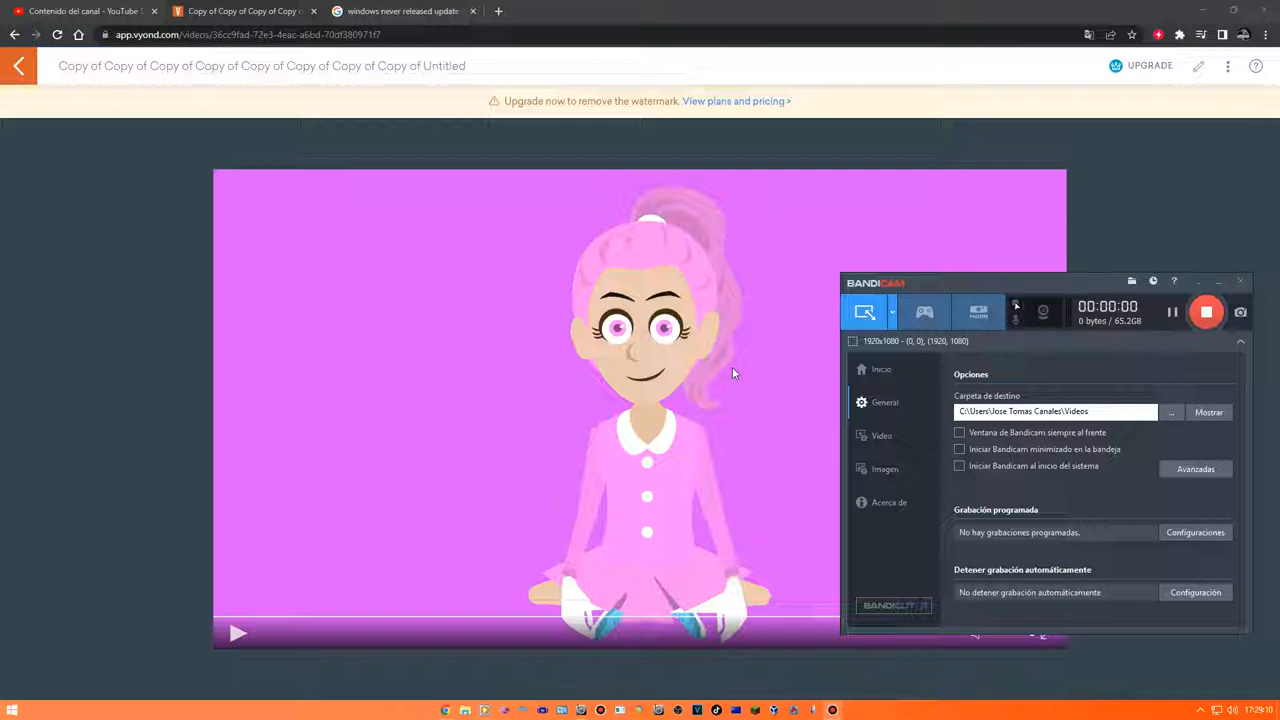 Contenido del canal - YouTube S
Copy of Copy of Copy of Copy o
windows never released update
app.vyond.com/videos/36cc9fad-72e3-4eac-a6bd-70df380971f7
Copy of Copy of Copy of Copy of Copy of Copy of Copy of Copy of Untitled
UPGRADE
Upgrade now to remove the watermark. View plans and pricing >
BANDICAM
HDMI
00:00:00
0 bytes / 65.2GB
1920x1080 - (0, 0), (1920, 1080)
Inicio
General
Video
Imagen
Acerca de
BANDICUT
Opciones
Carpeta de destino
C:\Users\Jose Tomas Canales\Videos
...
Mostrar
Ventana de Bandicam siempre al frente
Iniciar Bandicam minimizado en la bandeja
Iniciar Bandicam al inicio del sistema
Avanzadas
Grabación programada
No hay grabaciones programadas.
Configuraciones
Detener grabación automáticamente
No detener grabación automáticamente
Configuración
17:29:10